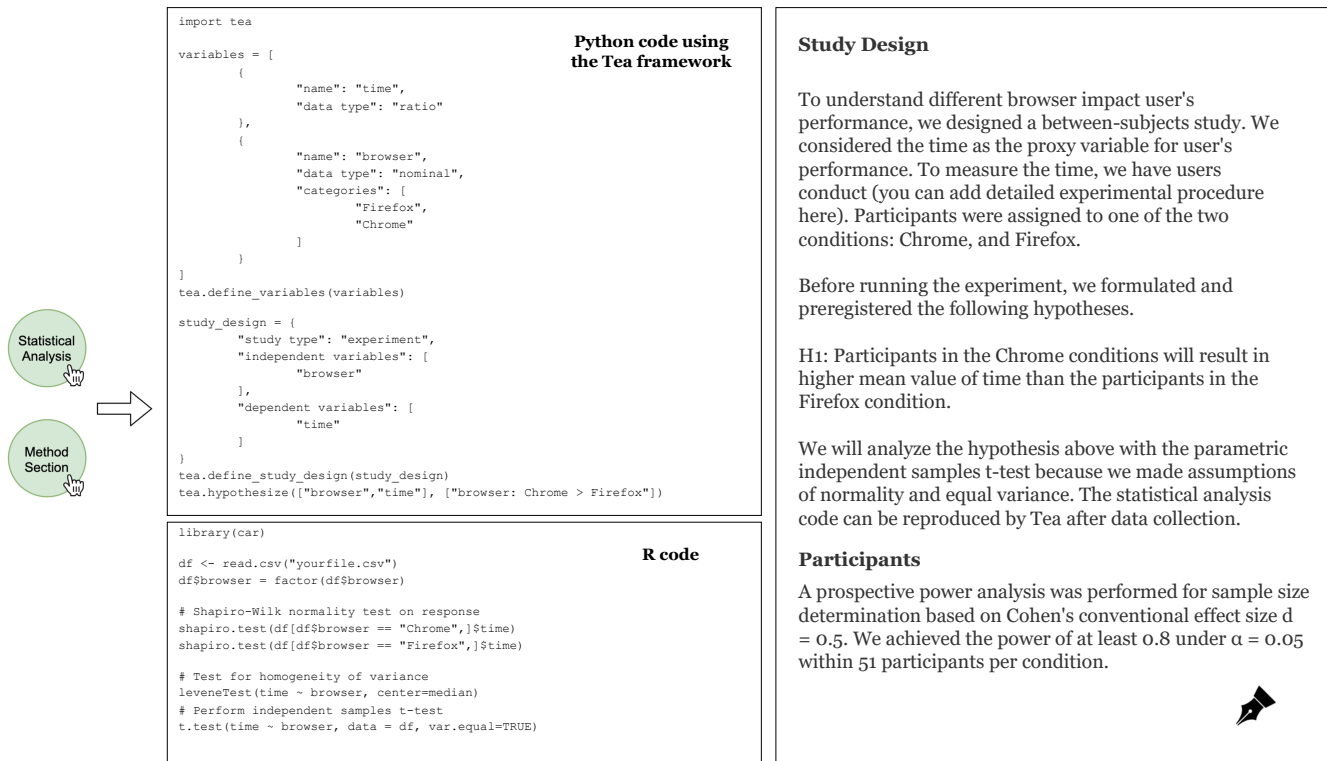 Statistical
Analysis
Method
Section
import tea
Python code using
the Tea framework
variables = [
{
"name": "time",
"data type": "ratio"
},
{
"name": "browser",
"data type": "nominal",
"categories": [
"Firefox",
"Chrome"
]
}
]
tea.define_variables(variables)
study_design = {
"study type": "experiment",
"independent variables": [
"browser"
],
"dependent variables": [
"time"
]
}
tea.define_study_design(study_design)
tea.hypothesize(["browser","time"], ["browser: Chrome > Firefox"])
library(car)
R code
df <- read.csv("yourfile.csv")
df$browser = factor(df$browser)
# Shapiro-Wilk normality test on response
shapiro.test(df[df$browser == "Chrome",]$time)
shapiro.test(df[df$browser == "Firefox",]$time)
# Test for homogeneity of variance
leveneTest(time ~ browser, center=median)
# Perform independent samples t-test
t.test(time ~ browser, data = df, var.equal=TRUE)
Study Design
To understand different browser impact user's
performance, we designed a between-subjects study. We
considered the time as the proxy variable for user's
performance. To measure the time, we have users
conduct (you can add detailed experimental procedure
here). Participants were assigned to one of the two
conditions: Chrome, and Firefox.
Before running the experiment, we formulated and
preregistered the following hypotheses.
H1: Participants in the Chrome conditions will result in
higher mean value of time than the participants in the
Firefox condition.
We will analyze the hypothesis above with the parametric
independent samples t-test because we made assumptions
of normality and equal variance. The statistical analysis
code can be reproduced by Tea after data collection.
Participants
A prospective power analysis was performed for sample size
determination based on Cohen's conventional effect size d
= 0.5. We achieved the power of at least 0.8 under α = 0.05
within 51 participants per condition.